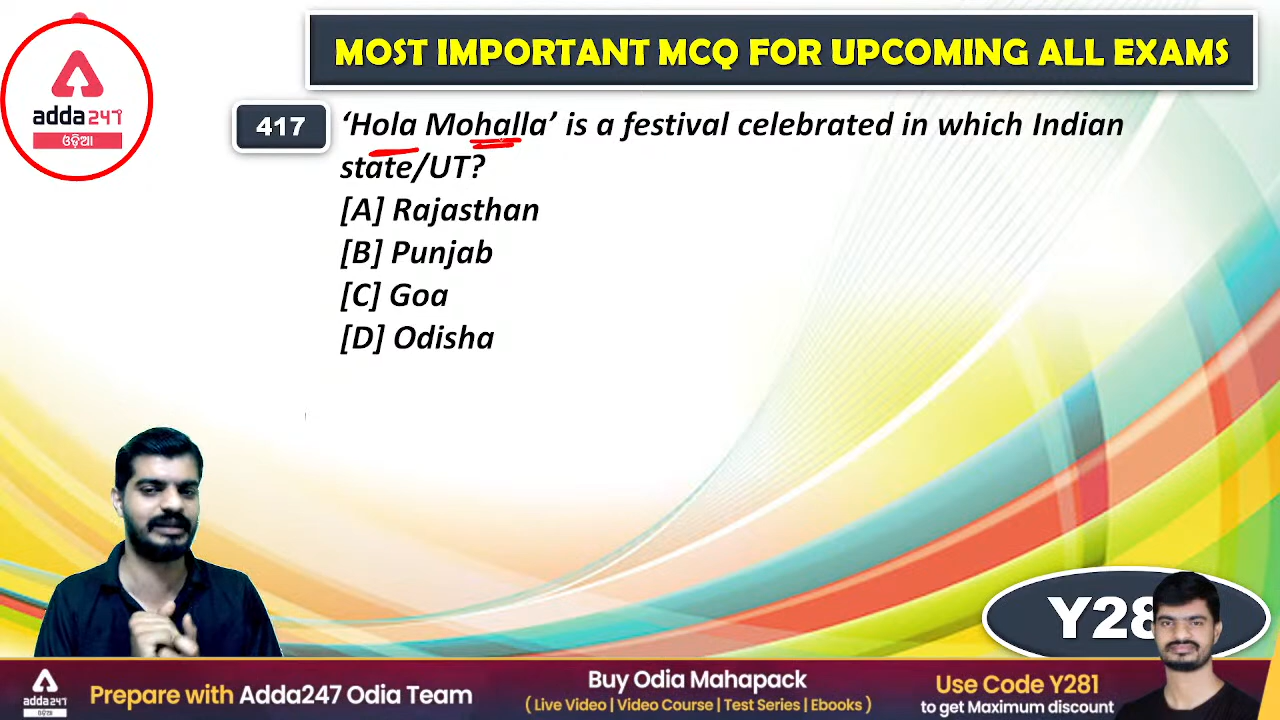 MOST IMPORTANT MCQ FOR UPCOMING ALL EXAMS
adda247
ଓଡ଼ିଆ
417
‘Hola Mohalla’ is a festival celebrated in which Indian
state/UT?
[A] Rajasthan
[B] Punjab
[C] Goa
[D] Odisha
Y28
adda247
ଓଡ଼ିଆ
Prepare with Adda247 Odia Team
Buy Odia Mahapack
( Live Video | Video Course | Test Series | Ebooks )
Use Code Y281
to get Maximum discount